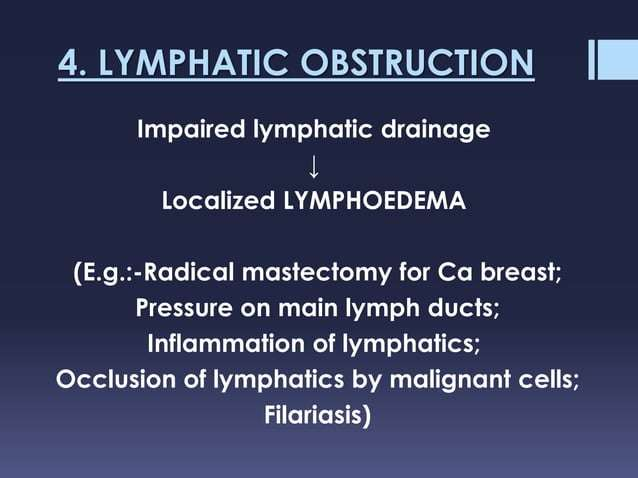 4. LYMPHATIC OBSTRUCTION
Impaired lymphatic drainage
↓
Localized LYMPHOEDEMA
(E.g.:-Radical mastectomy for Ca breast;
Pressure on main lymph ducts;
Inflammation of lymphatics;
Occlusion of lymphatics by malignant cells;
Filariasis)